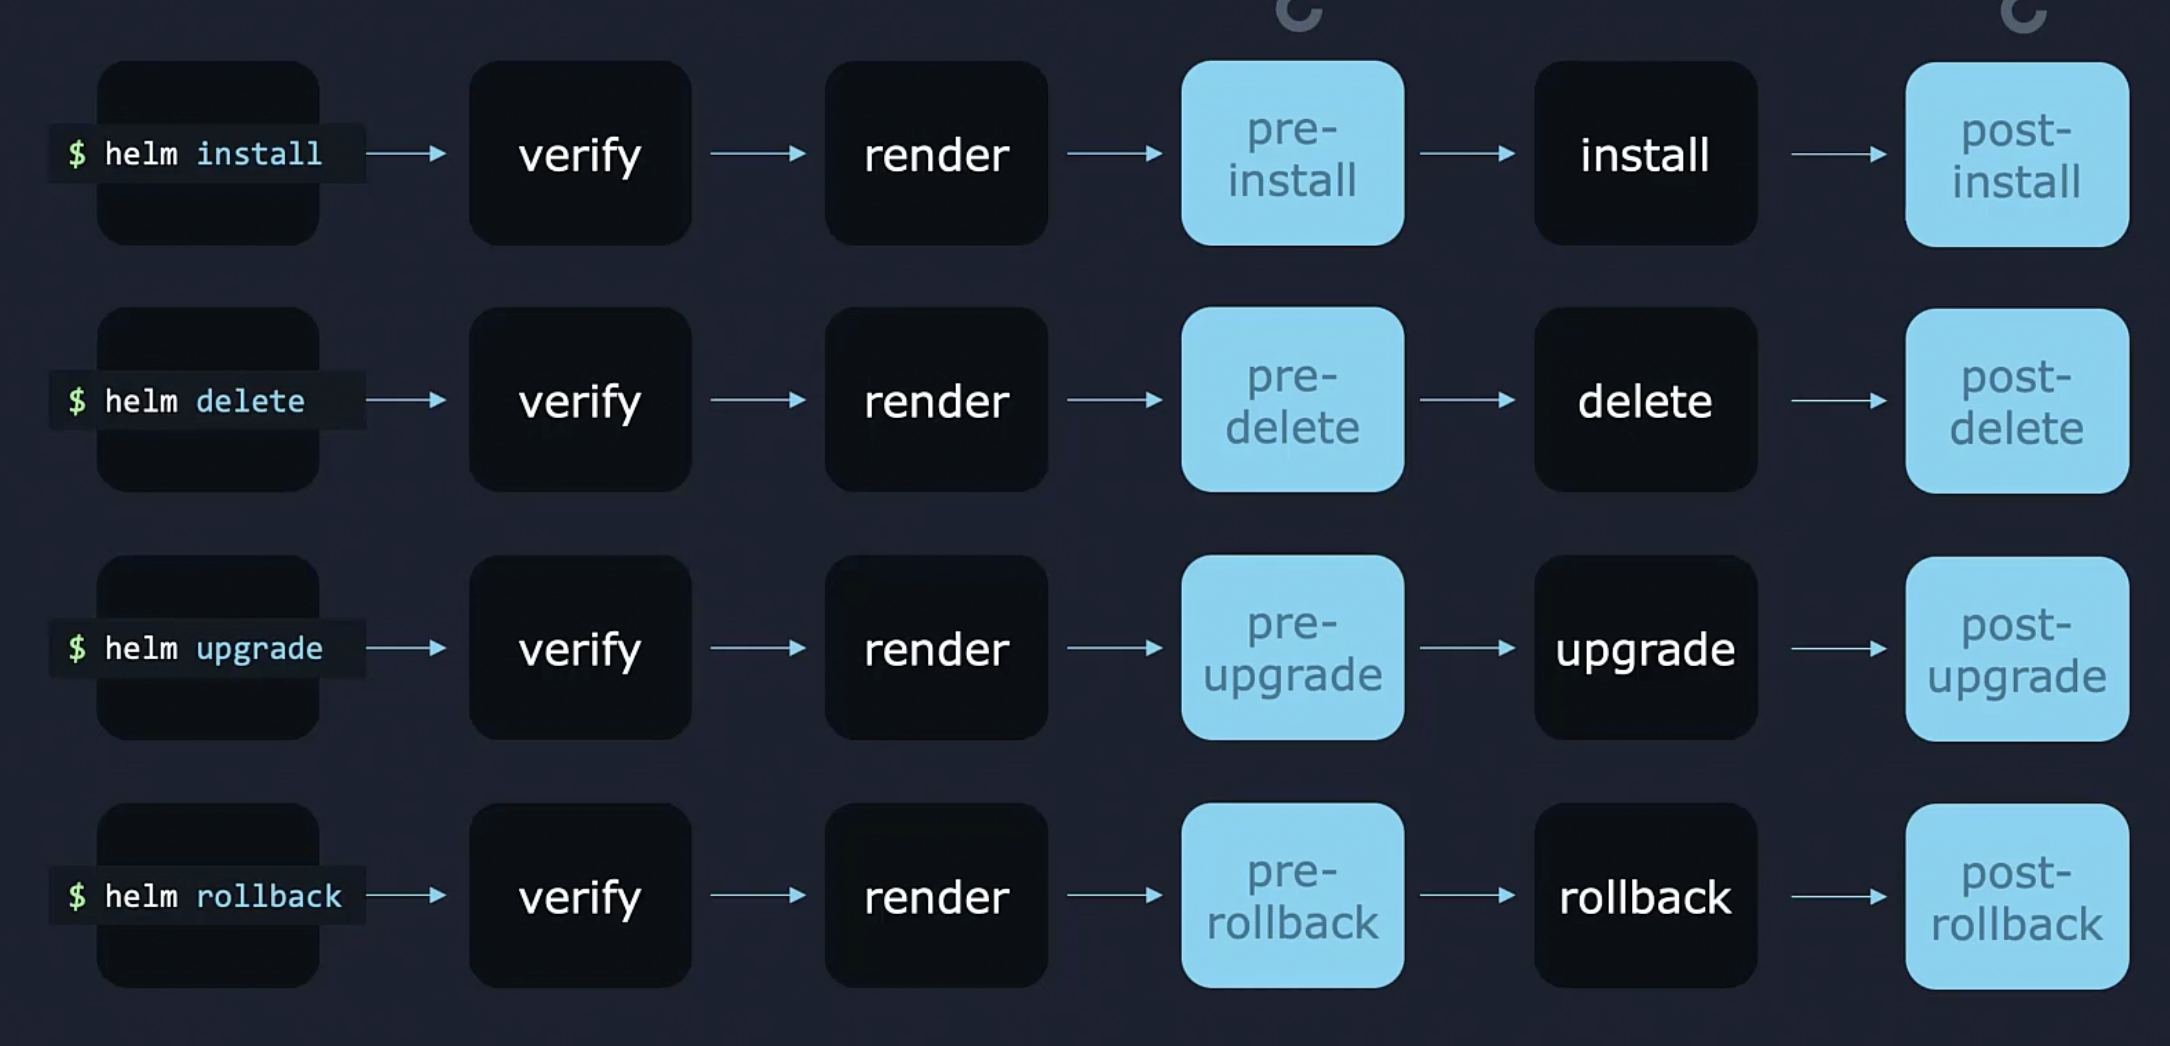 $ helm install
verify
render
pre-
install
install
post-
install
$ helm delete
verify
render
pre-
delete
delete
post-
delete
$ helm upgrade
verify
render
pre-
upgrade
upgrade
post-
upgrade
$ helm rollback
verify
render
pre-
rollback
rollback
post-
rollback